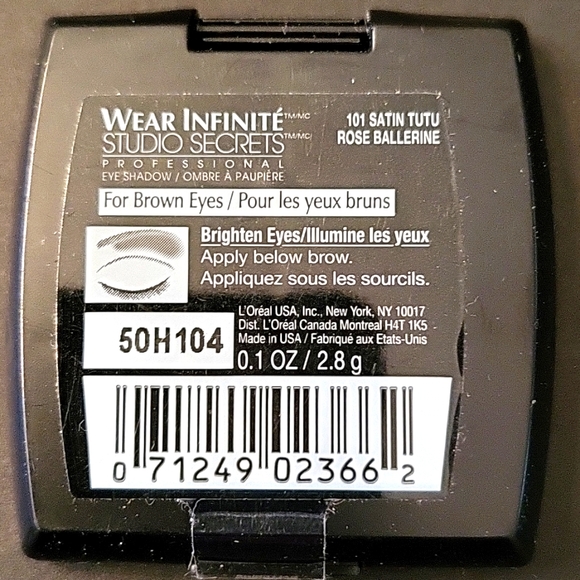 WEAR INFINITÉ™/MC
STUDIO SECRETS™/MC
PROFESSIONAL
EYE SHADOW / OMBRE À PAUPIÈRE
101 SATIN TUTU
ROSE BALLERINE
For Brown Eyes / Pour les yeux bruns
Brighten Eyes/Illumine les yeux
Apply below brow.
Appliquez sous les sourcils.
L'Oréal USA, Inc., New York, NY 10017
Dist. L'Oréal Canada Montreal H4T 1K5
Made in USA / Fabriqué aux Etats-Unis
0.1 OZ / 2.8 g
50H104
0 71249 02366 2